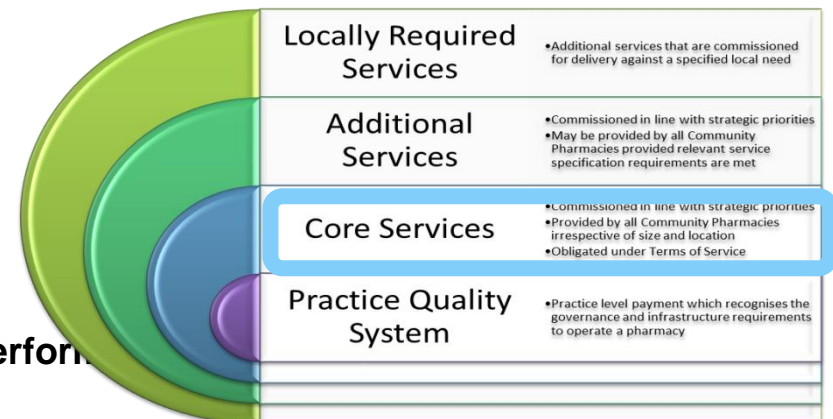 Locally Required
Services
•Additional services that are commissioned
for delivery against a specified local need
Additional
Services
•Commissioned in line with strategic priorities
•May be provided by all Community
Pharmacies provided relevant service
specification requirements are met
Core Services
•Commissioned in line with strategic priorities
•Provided by all Community Pharmacies
irrespective of size and location
•Obligated under Terms of Service
Practice Quality
System
•Practice level payment which recognises the
governance and infrastructure requirements
to operate a pharmacy